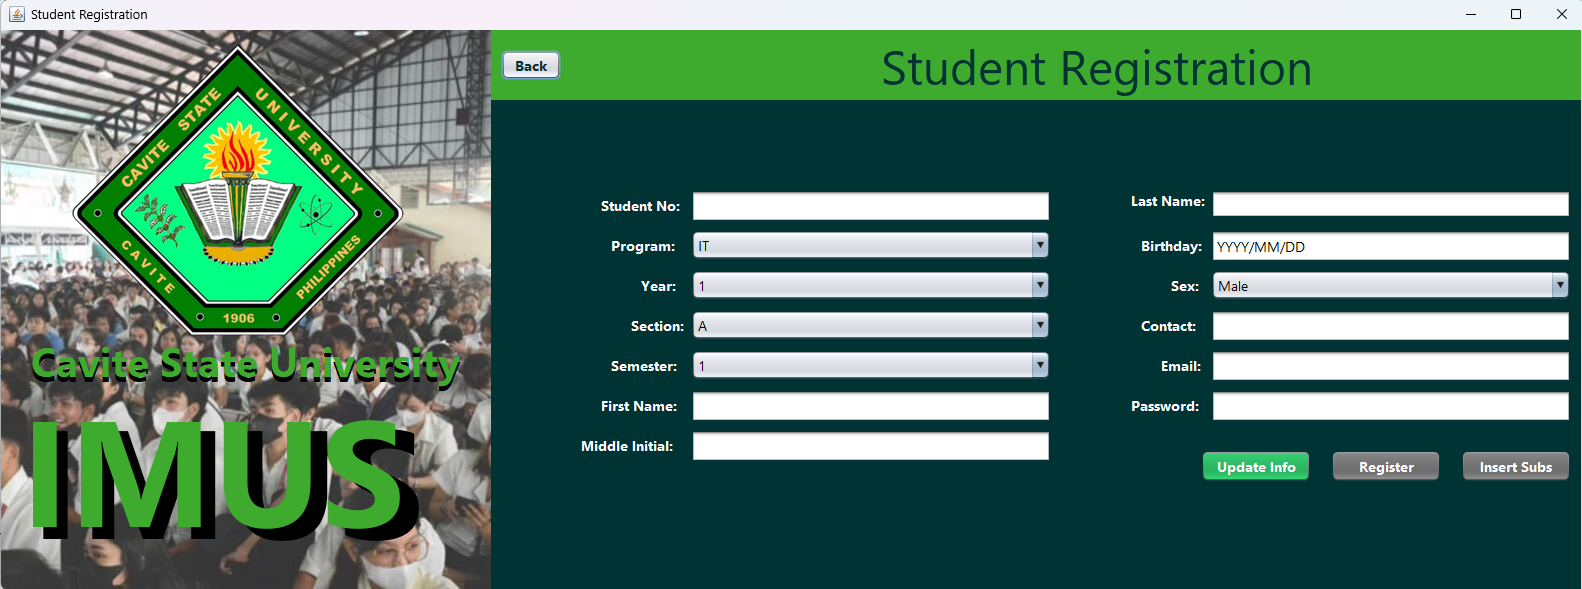 Student Registration
CAVITE STATE UNIVERSITY
CAVITE PHILIPPINES
1906
Cavite State University
IMUS
Back
Student Registration
Student No:
Program: IT
Year: 1
Section: A
Semester: 1
First Name:
Middle Initial:
Last Name:
Birthday: YYYY/MM/DD
Sex: Male
Contact:
Email:
Password:
Update Info Register Insert Subs